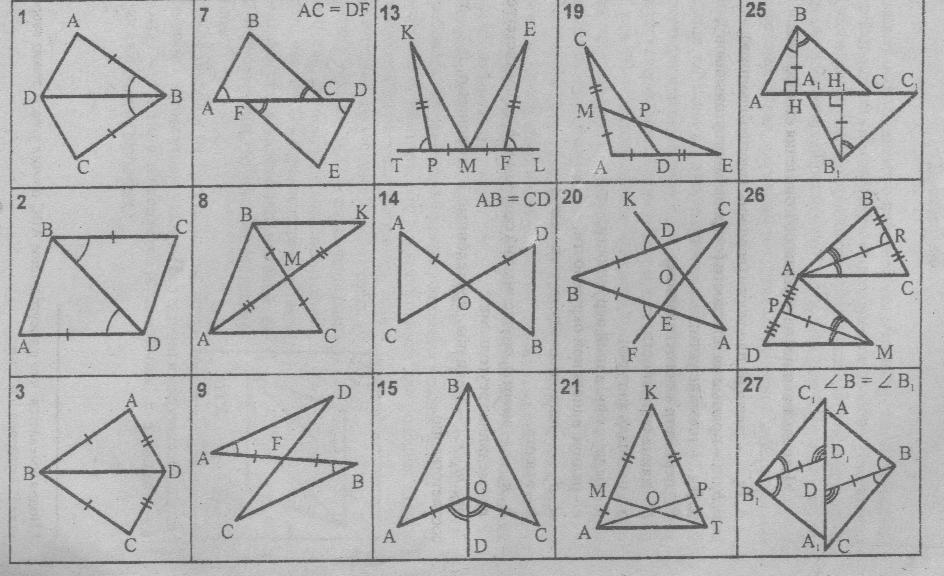 1
A
D
B
C
7
AC = DF
B
A
F
C
D
E
13
K
E
T
P
M
F
L
19
C
M
P
A
D
E
25
B
A
H
A₁
H₁
C
C₁
B₁
2
B
C
A
D
8
B
K
M
A
C
14
AB = CD
A
D
O
C
B
20
K
C
D
B
O
E
A
F
26
B
R
A
C
P
D
M
3
A
B
D
C
9
D
A
F
B
C
15
B
O
A
D
C
21
K
M
P
O
A
T
27
∠B = ∠B₁
C₁
A
D₁
B
B₁
D
A₁
C